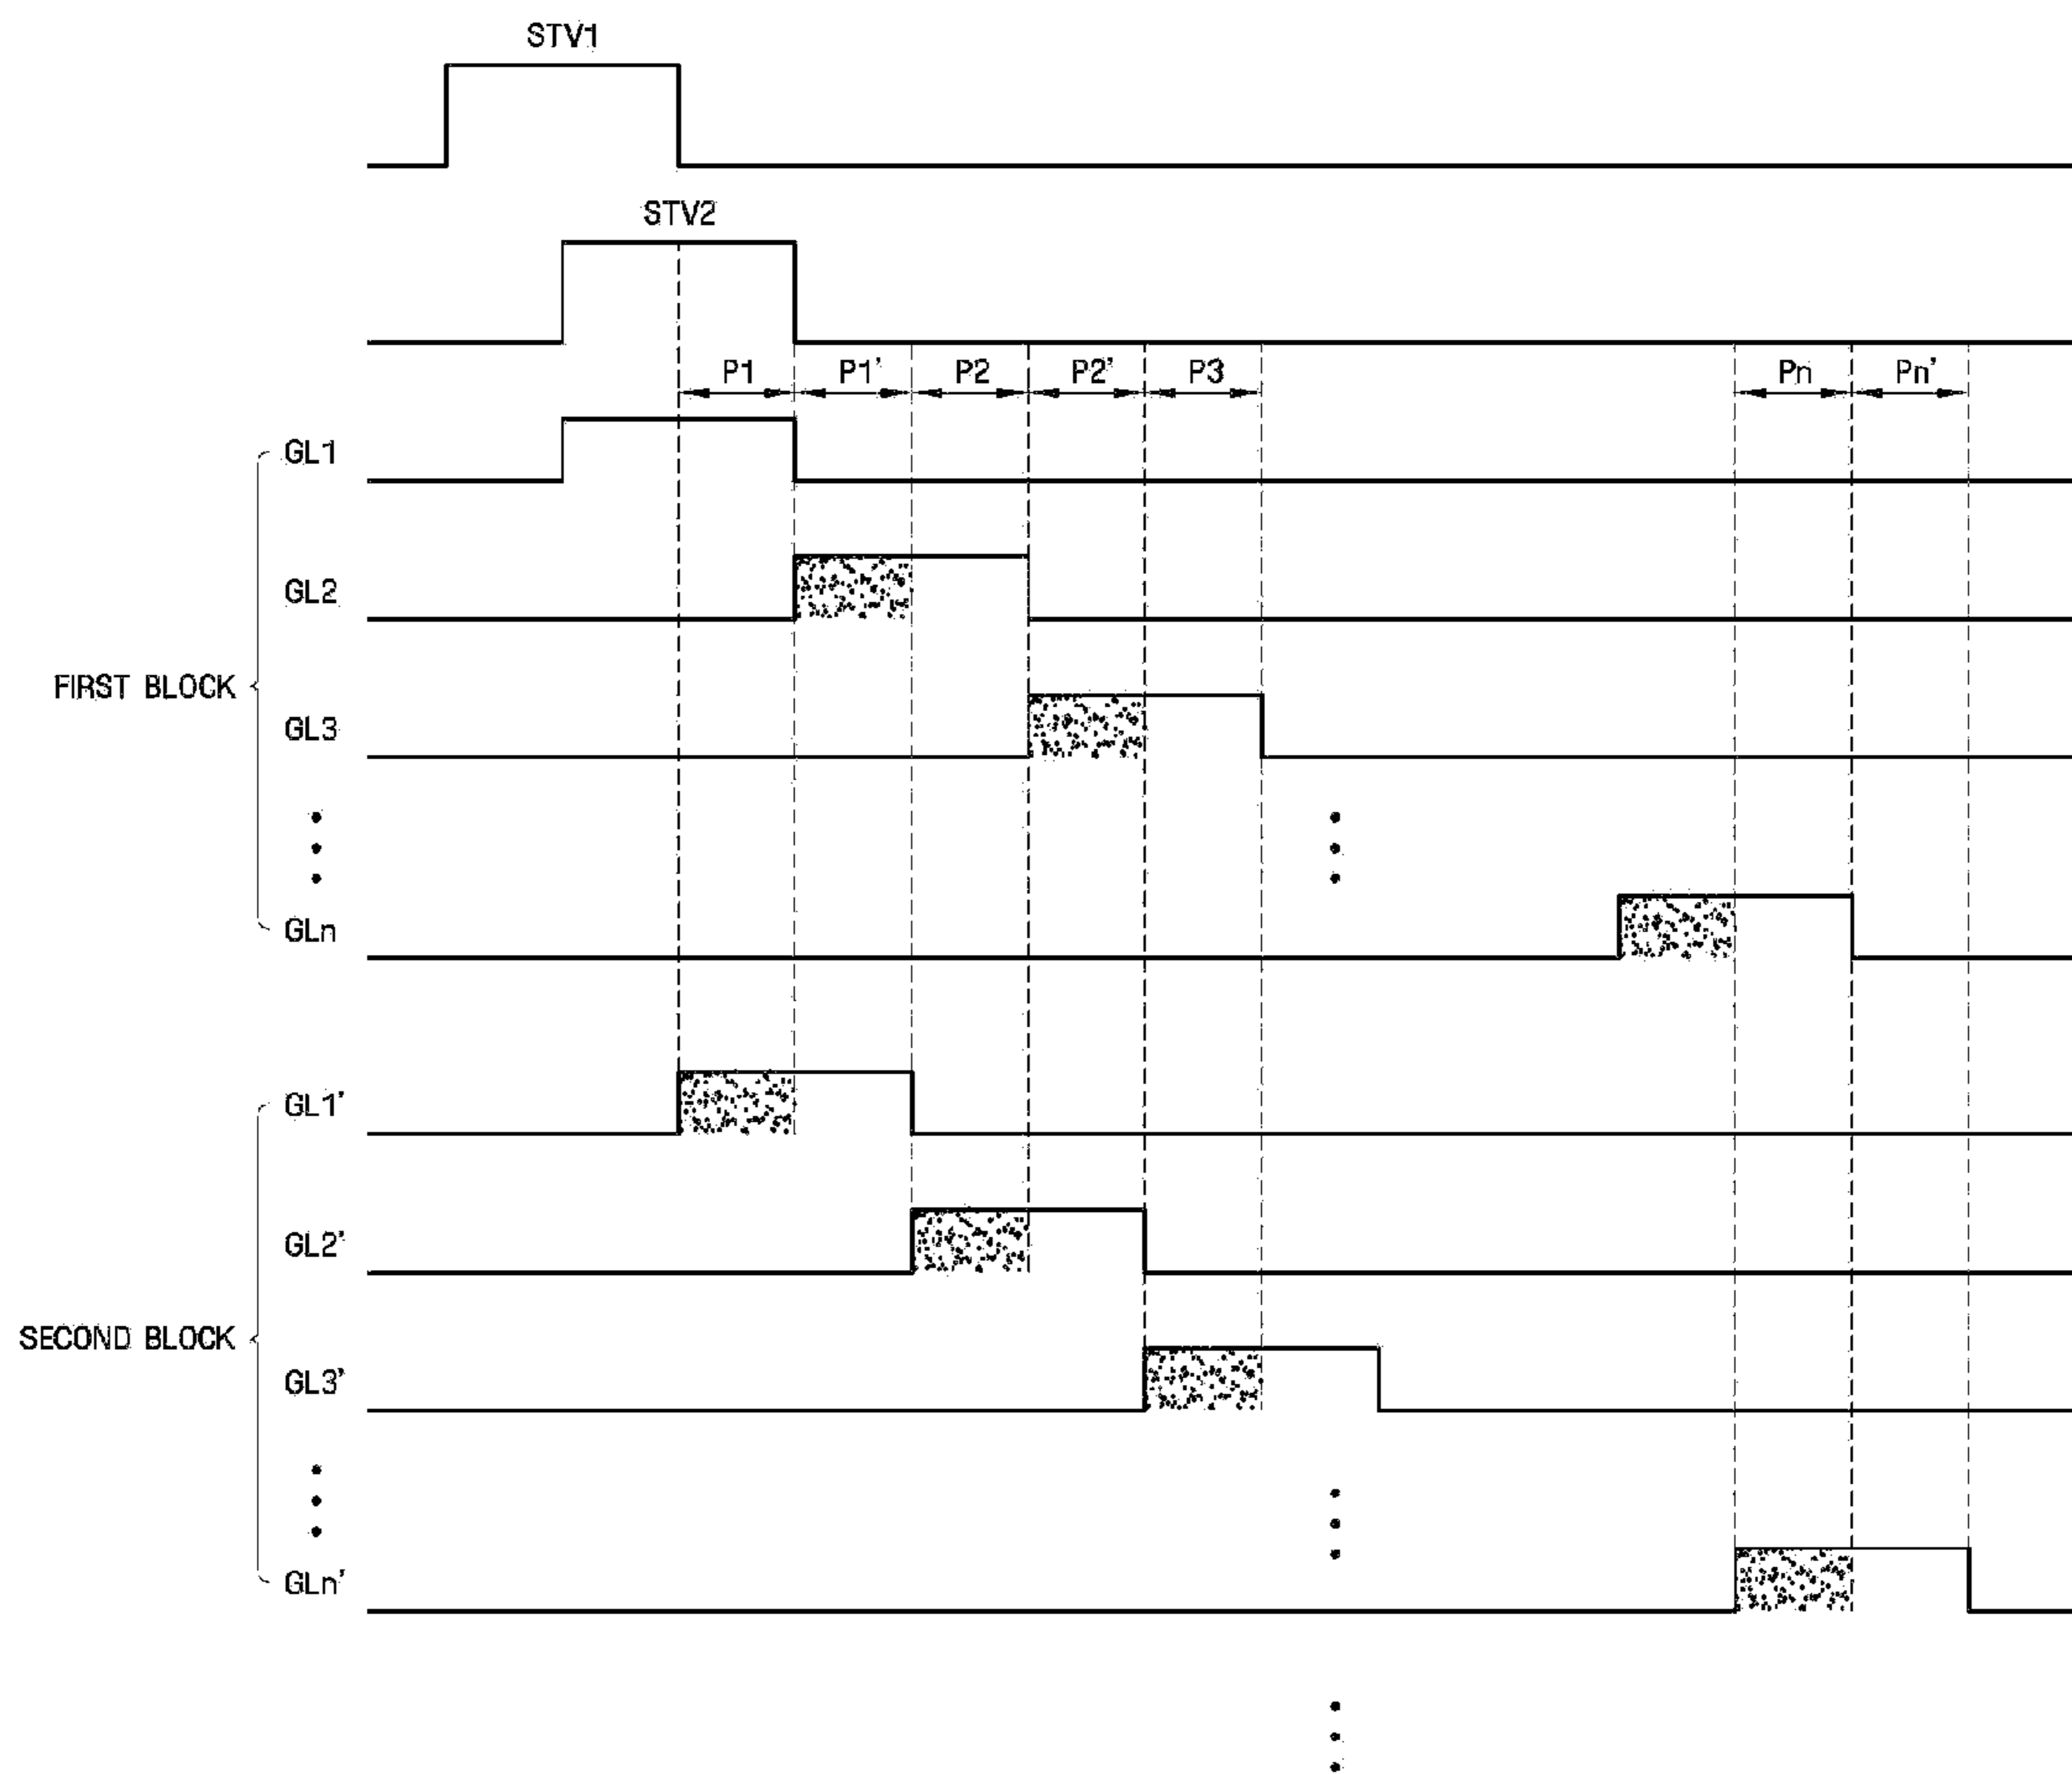 STV1
STV2
P1 P1' P2 P2' P3 Pn Pn'
GL1
GL2
FIRST BLOCK
GL3
GLn
GL1'
GL2'
SECOND BLOCK
GL3'
GLn'